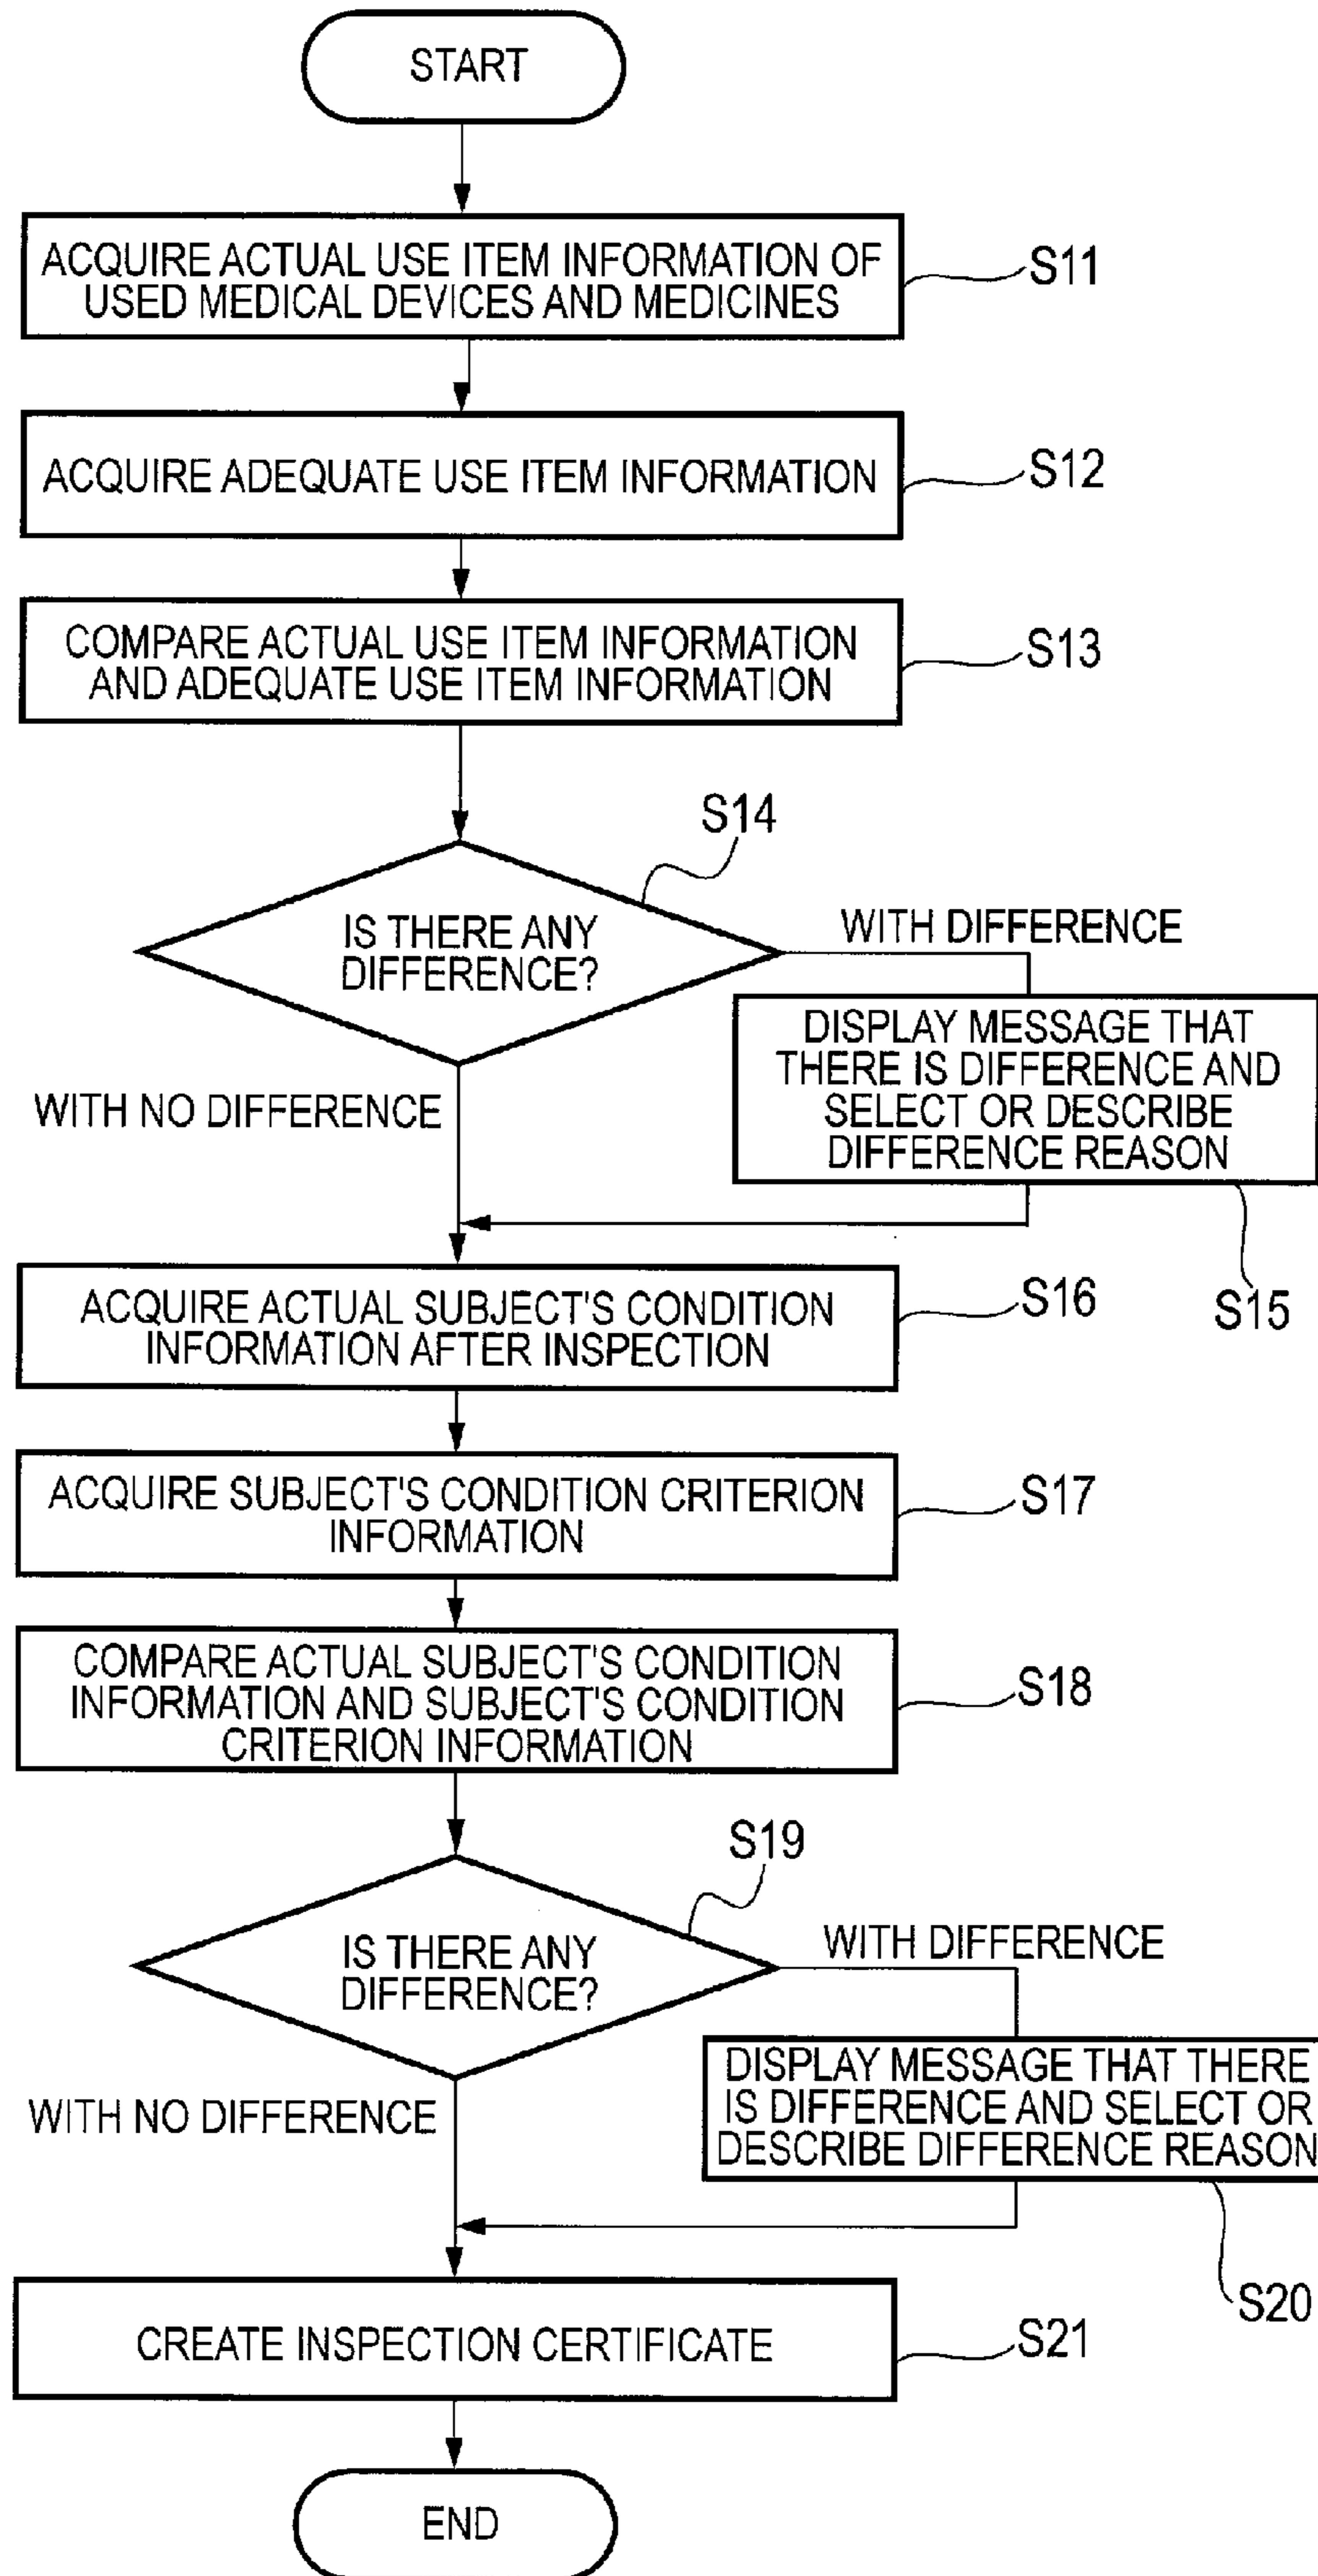 START
ACQUIRE ACTUAL USE ITEM INFORMATION OF
USED MEDICAL DEVICES AND MEDICINES
S11
ACQUIRE ADEQUATE USE ITEM INFORMATION
S12
COMPARE ACTUAL USE ITEM INFORMATION
AND ADEQUATE USE ITEM INFORMATION
S13
S14
IS THERE ANY
DIFFERENCE?
WITH DIFFERENCE
DISPLAY MESSAGE THAT
THERE IS DIFFERENCE AND
SELECT OR DESCRIBE
DIFFERENCE REASON
S15
WITH NO DIFFERENCE
ACQUIRE ACTUAL SUBJECT'S CONDITION
INFORMATION AFTER INSPECTION
S16
ACQUIRE SUBJECT'S CONDITION CRITERION
INFORMATION
S17
COMPARE ACTUAL SUBJECT'S CONDITION
INFORMATION AND SUBJECT'S CONDITION
CRITERION INFORMATION
S18
S19
IS THERE ANY
DIFFERENCE?
WITH DIFFERENCE
DISPLAY MESSAGE THAT THERE
IS DIFFERENCE AND SELECT OR
DESCRIBE DIFFERENCE REASON
S20
WITH NO DIFFERENCE
CREATE INSPECTION CERTIFICATE
S21
END